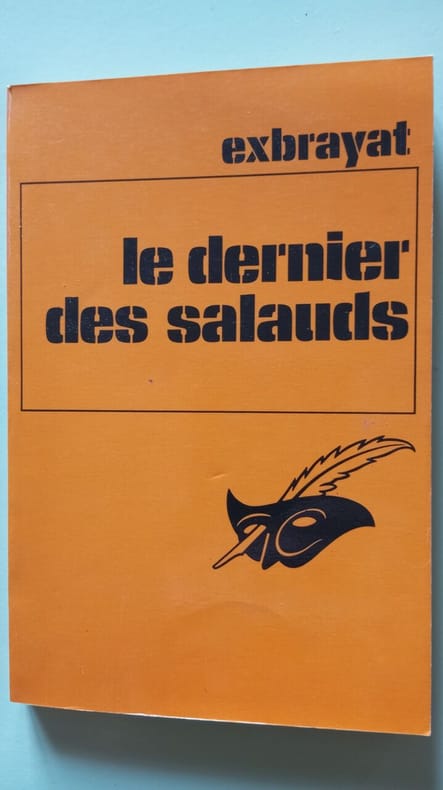 exbrayat
le dernier
des salauds